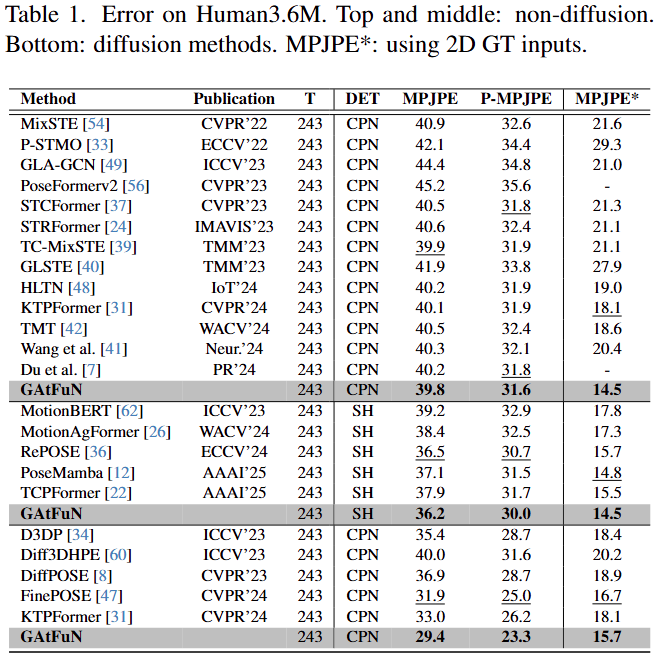 Table 1. Error on Human3.6M. Top and middle: non-diffusion.
Bottom: diffusion methods. MPJPE*: using 2D GT inputs.
Method Publication T DET MPJPE P-MPJPE MPJPE*
MixSTE [54] CVPR'22 243 CPN 40.9 32.6 21.6
P-STMO [33] ECCV'22 243 CPN 42.1 34.4 29.3
GLA-GCN [49] ICCV'23 243 CPN 44.4 34.8 21.0
PoseFormerv2 [56] CVPR'23 243 CPN 45.2 35.6 -
STCFormer [37] CVPR'23 243 CPN 40.5 31.8 21.3
STRFormer [24] IMAVIS'23 243 CPN 40.6 32.4 21.1
TC-MixSTE [39] TMM'23 243 CPN 39.9 31.9 21.1
GLSTE [40] TMM'23 243 CPN 41.9 33.8 27.9
HLTN [48] IoT'24 243 CPN 40.2 31.9 19.0
KTPFormer [31] CVPR'24 243 CPN 40.1 31.9 18.1
TMT [42] WACV'24 243 CPN 40.5 32.4 18.6
Wang et al. [41] Neur.'24 243 CPN 40.3 32.1 20.4
Du et al. [7] PR'24 243 CPN 40.2 31.8 -
GAtFuN 243 CPN 39.8 31.6 14.5
MotionBERT [62] ICCV'23 243 SH 39.2 32.9 17.8
MotionAgFormer [26] WACV'24 243 SH 38.4 32.5 17.3
RePOSE [36] ECCV'24 243 SH 36.5 30.7 15.7
PoseMamba [12] AAAI'25 243 SH 37.1 31.5 14.8
TCPFormer [22] AAAI'25 243 SH 37.9 31.7 15.5
GAtFuN 243 SH 36.2 30.0 14.5
D3DP [34] ICCV'23 243 CPN 35.4 28.7 18.4
Diff3DHPE [60] ICCV'23 243 CPN 40.0 31.6 20.2
DiffPOSE [8] CVPR'23 243 CPN 36.9 28.7 18.9
FinePOSE [47] CVPR'24 243 CPN 31.9 25.0 16.7
KTPFormer [31] CVPR'24 243 CPN 33.0 26.2 18.1
GAtFuN 243 CPN 29.4 23.3 15.7